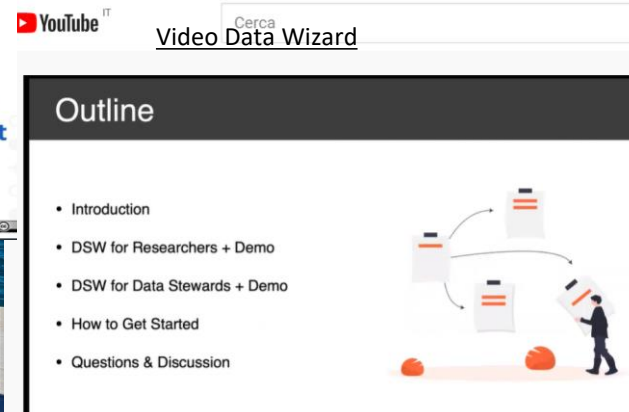 YouTube IT
Cerca
Video Data Wizard
t
Outline
• Introduction
• DSW for Researchers + Demo
• DSW for Data Stewards + Demo
• How to Get Started
• Questions & Discussion